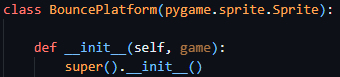 class BouncePlatform(pygame.sprite.Sprite):
    def __init__(self, game):
        super().__init__()